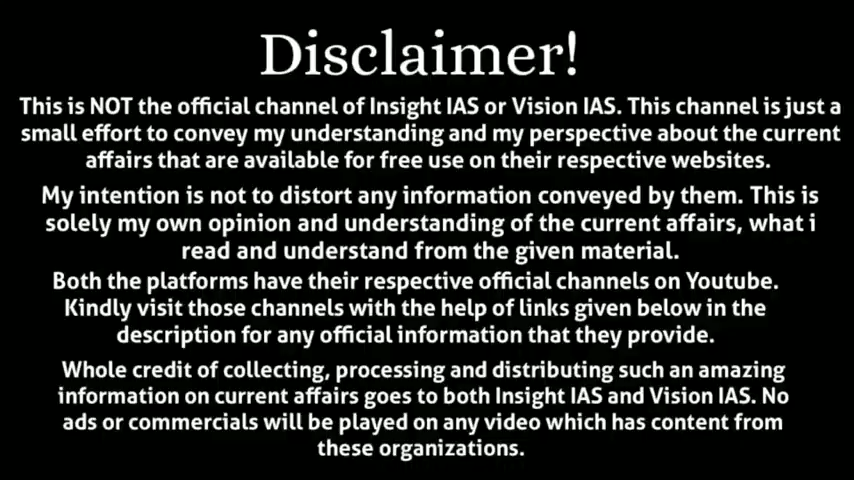 Disclaimer!
This is NOT the official channel of Insight IAS or Vision IAS. This channel is just a
small effort to convey my understanding and my perspective about the current
affairs that are available for free use on their respective websites.
My intention is not to distort any information conveyed by them. This is
solely my own opinion and understanding of the current affairs, what i
read and understand from the given material.
Both the platforms have their respective official channels on Youtube.
Kindly visit those channels with the help of links given below in the
description for any official information that they provide.
Whole credit of collecting, processing and distributing such an amazing
information on current affairs goes to both Insight IAS and Vision IAS. No
ads or commercials will be played on any video which has content from
these organizations.